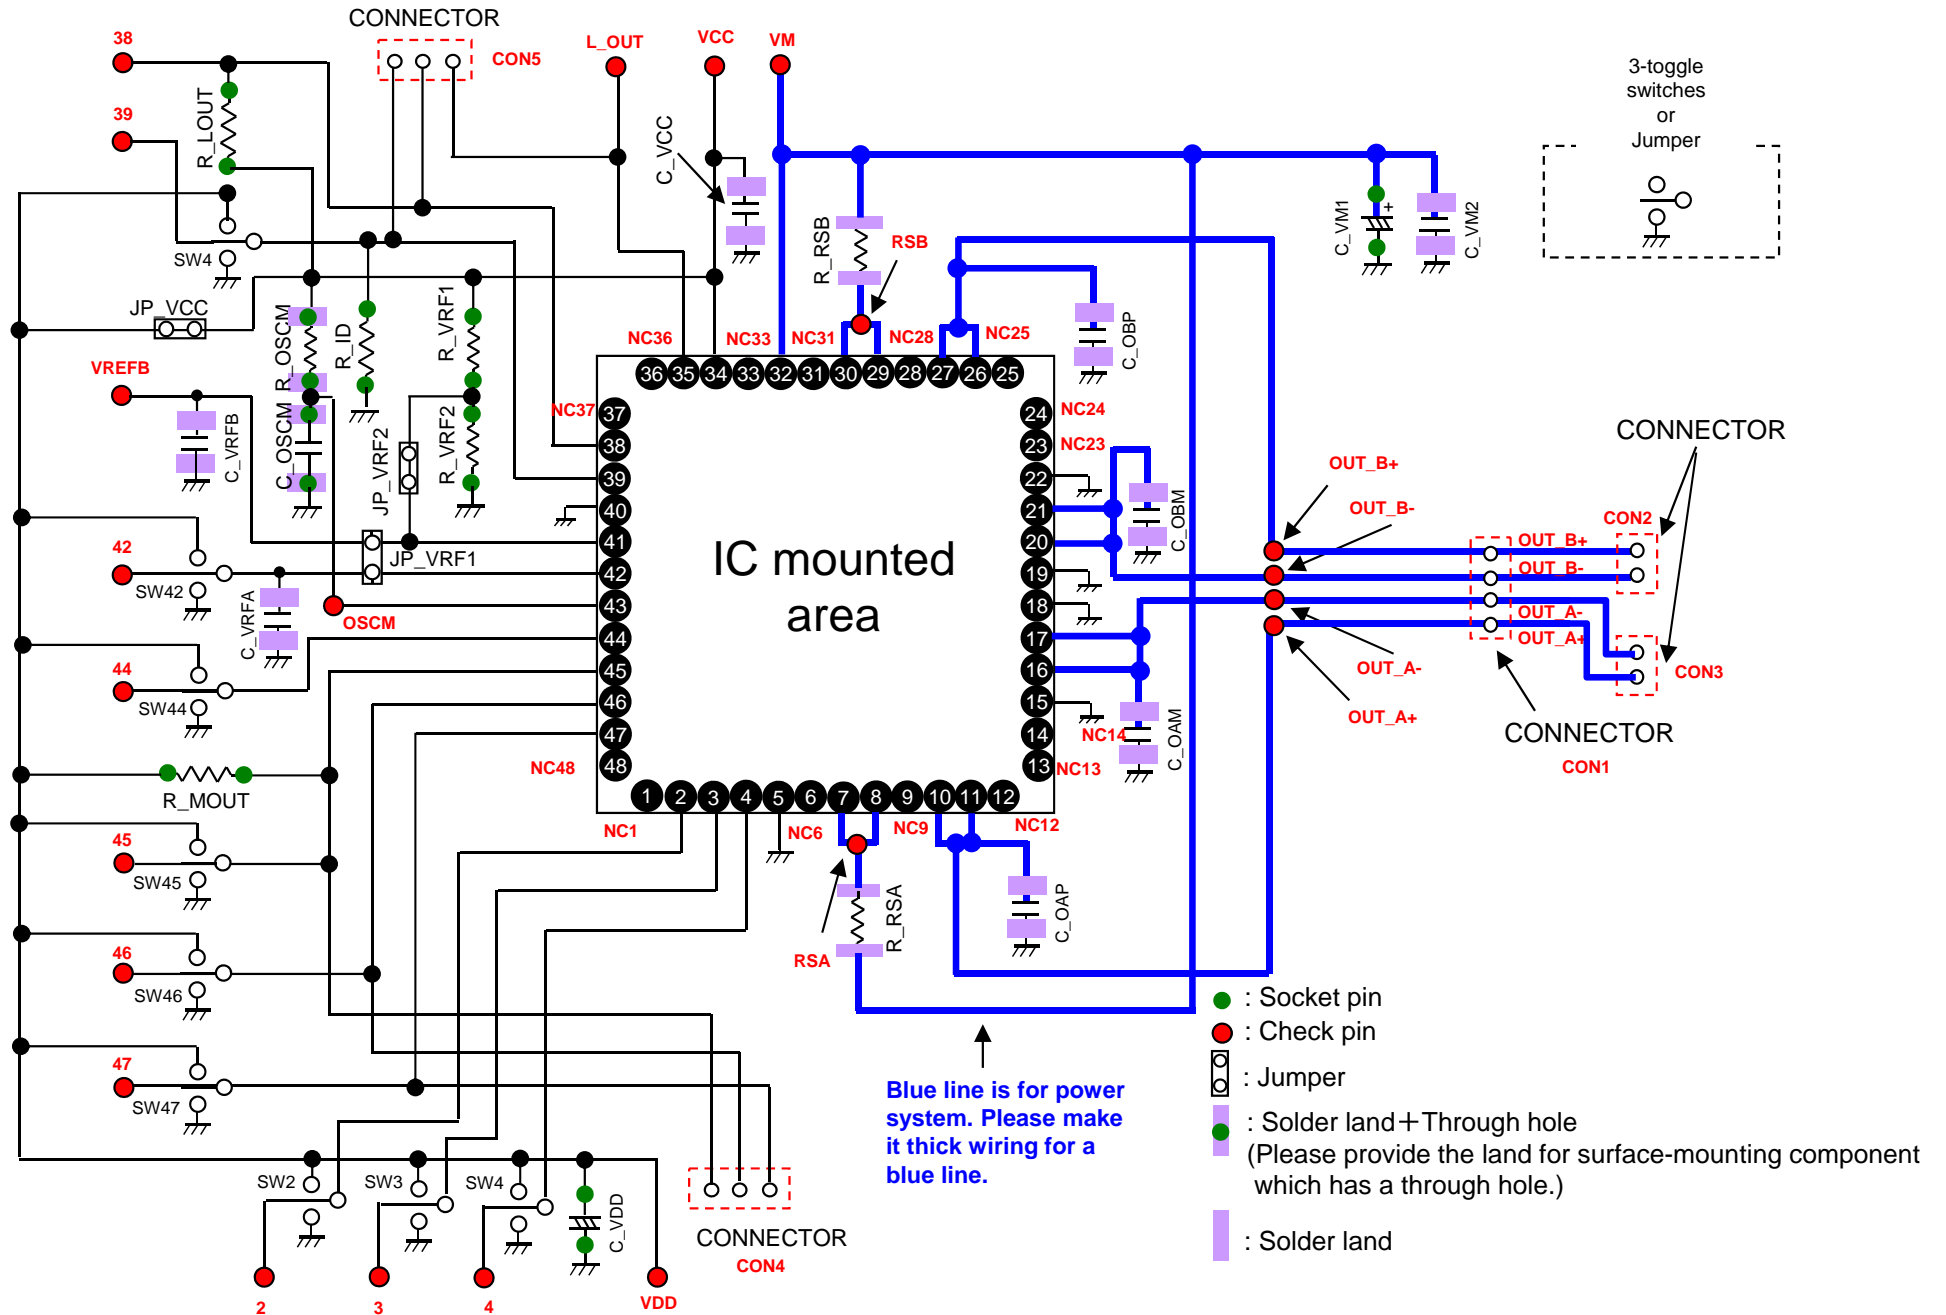 CONNECTOR
38
L_OUT
VCC
VM
CON5
3-toggle
switches
or
Jumper
39
R_LOUT
C_VCC
R_RSB
RSB
C_VM1
+
C_VM2
SW4
JP_VCC
R_OSCM
R_ID
R_VRF1
C_OBP
NC36
NC33
NC31
NC28
NC25
VREFB
36
35
34
33
32
31
30
29
28
27
26
25
C_VRFB
C_OSCM
JP_VRF2
R_VRF2
NC37
37
38
39
40
41
42
43
44
45
46
47
48
24
23
22
21
20
19
18
17
16
15
14
13
NC24
NC23
IC mounted
area
C_OBM
CONNECTOR
OUT_B+
OUT_B-
CON2
OUT_B+
OUT_B-
OUT_A-
OUT_A+
42
SW42
JP_VRF1
C_VRFA
OSCM
44
SW44
OUT_A-
CON3
OUT_A+
CONNECTOR
CON1
NC14
C_OAM
NC13
NC48
R_MOUT
1
2
3
4
5
6
7
8
9
10
11
12
NC1
NC6
NC9
NC12
45
SW45
R_RSA
C_OAP
RSA
46
SW46
47
SW47
: Socket pin
: Check pin
: Jumper
: Solder land＋Through hole
(Please provide the land for surface-mounting component
which has a through hole.)
: Solder land
Blue line is for power
system. Please make
it thick wiring for a
blue line.
SW2
SW3
SW4
C_VDD
CONNECTOR
CON4
2
3
4
VDD